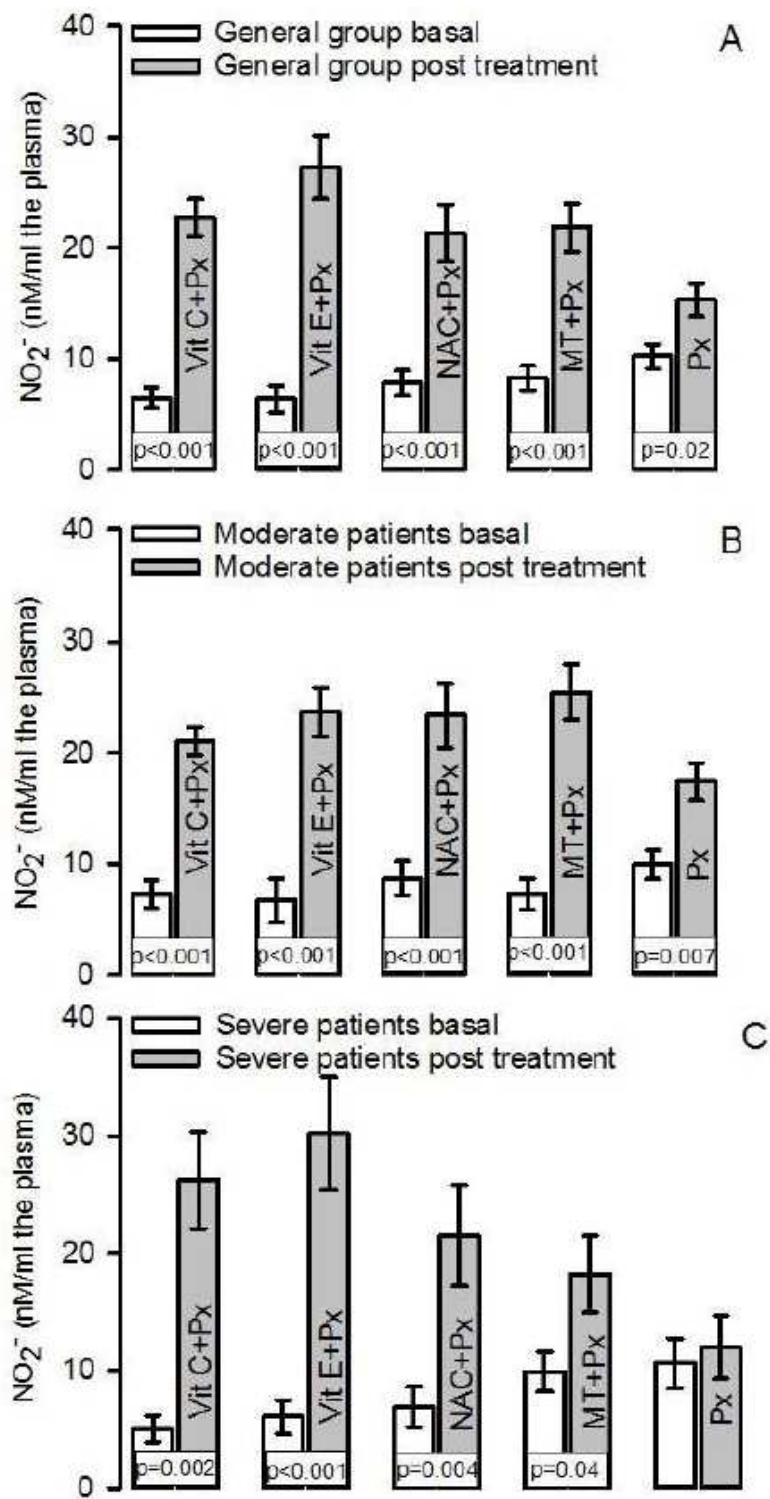 A
General group basal
General group post treatment
NO₂⁻ (nM/ml the plasma)
40
30
20
10
0
Vit C+Px
Vit E+Px
NAC+Px
MT+Px
Px
p<0.001
p<0.001
p<0.001
p<0.001
p=0.02
B
Moderate patients basal
Moderate patients post treatment
NO₂⁻ (nM/ml the plasma)
40
30
20
10
0
Vit C+Px
Vit E+Px
NAC+Px
MT+Px
Px
p<0.001
p<0.001
p<0.001
p<0.001
p=0.007
C
Severe patients basal
Severe patients post treatment
NO₂⁻ (nM/ml the plasma)
40
30
20
10
0
Vit C+Px
Vit E+Px
NAC+Px
MT+Px
Px
p=0.002
p<0.001
p=0.004
p=0.04